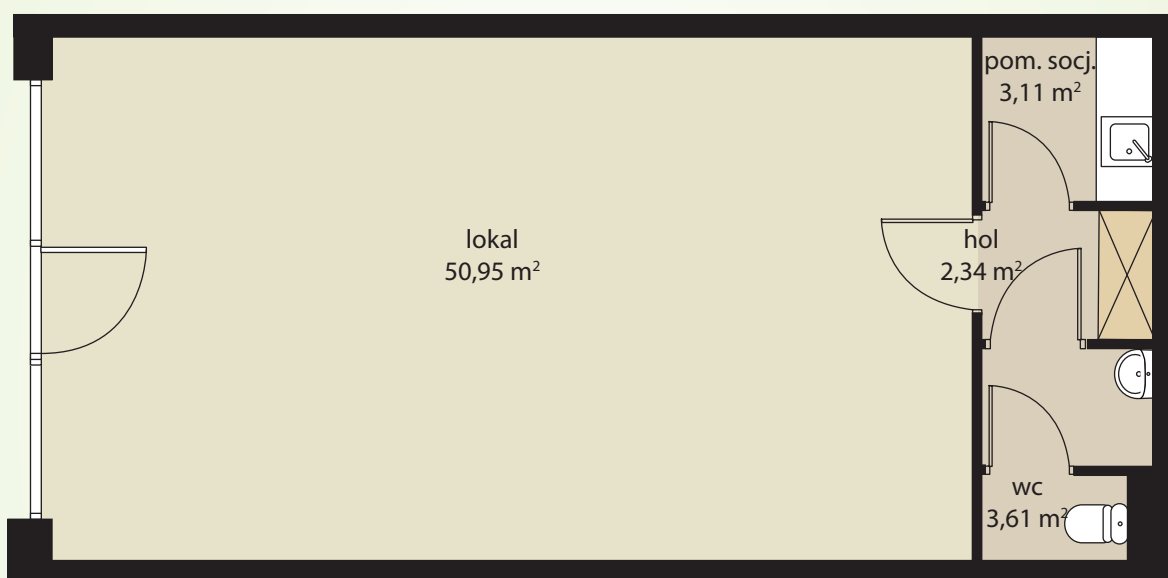 pom. socj.
3,11 m²
lokal
50,95 m²
hol
2,34 m²
wc
3,61 m²